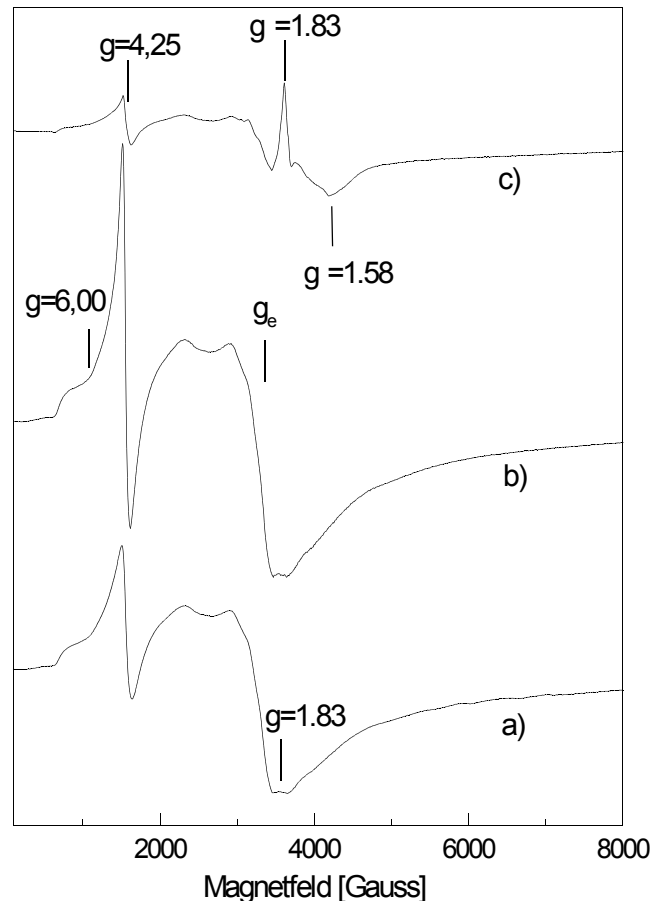 g =1.83
g=4,25
c)
g =1.58
g=6,00
gₑ
b)
g=1.83
a)
2000 4000 6000 8000
Magnetfeld [Gauss]